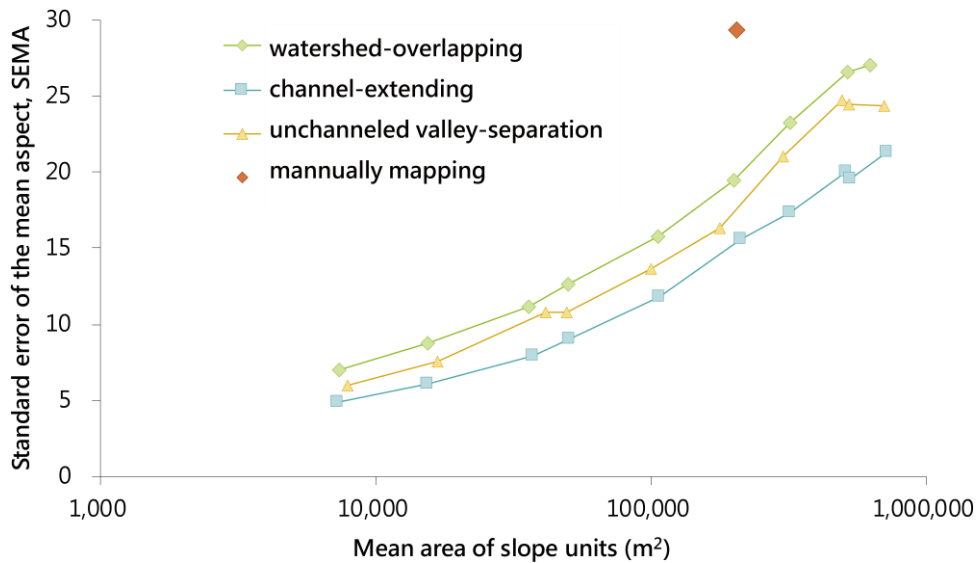 Standard error of the mean aspect, SEMA
30
25
20
15
10
5
0
watershed-overlapping
channel-extending
unchanneled valley-separation
mannually mapping
1,000
10,000
100,000
1,000,000
Mean area of slope units (m²)